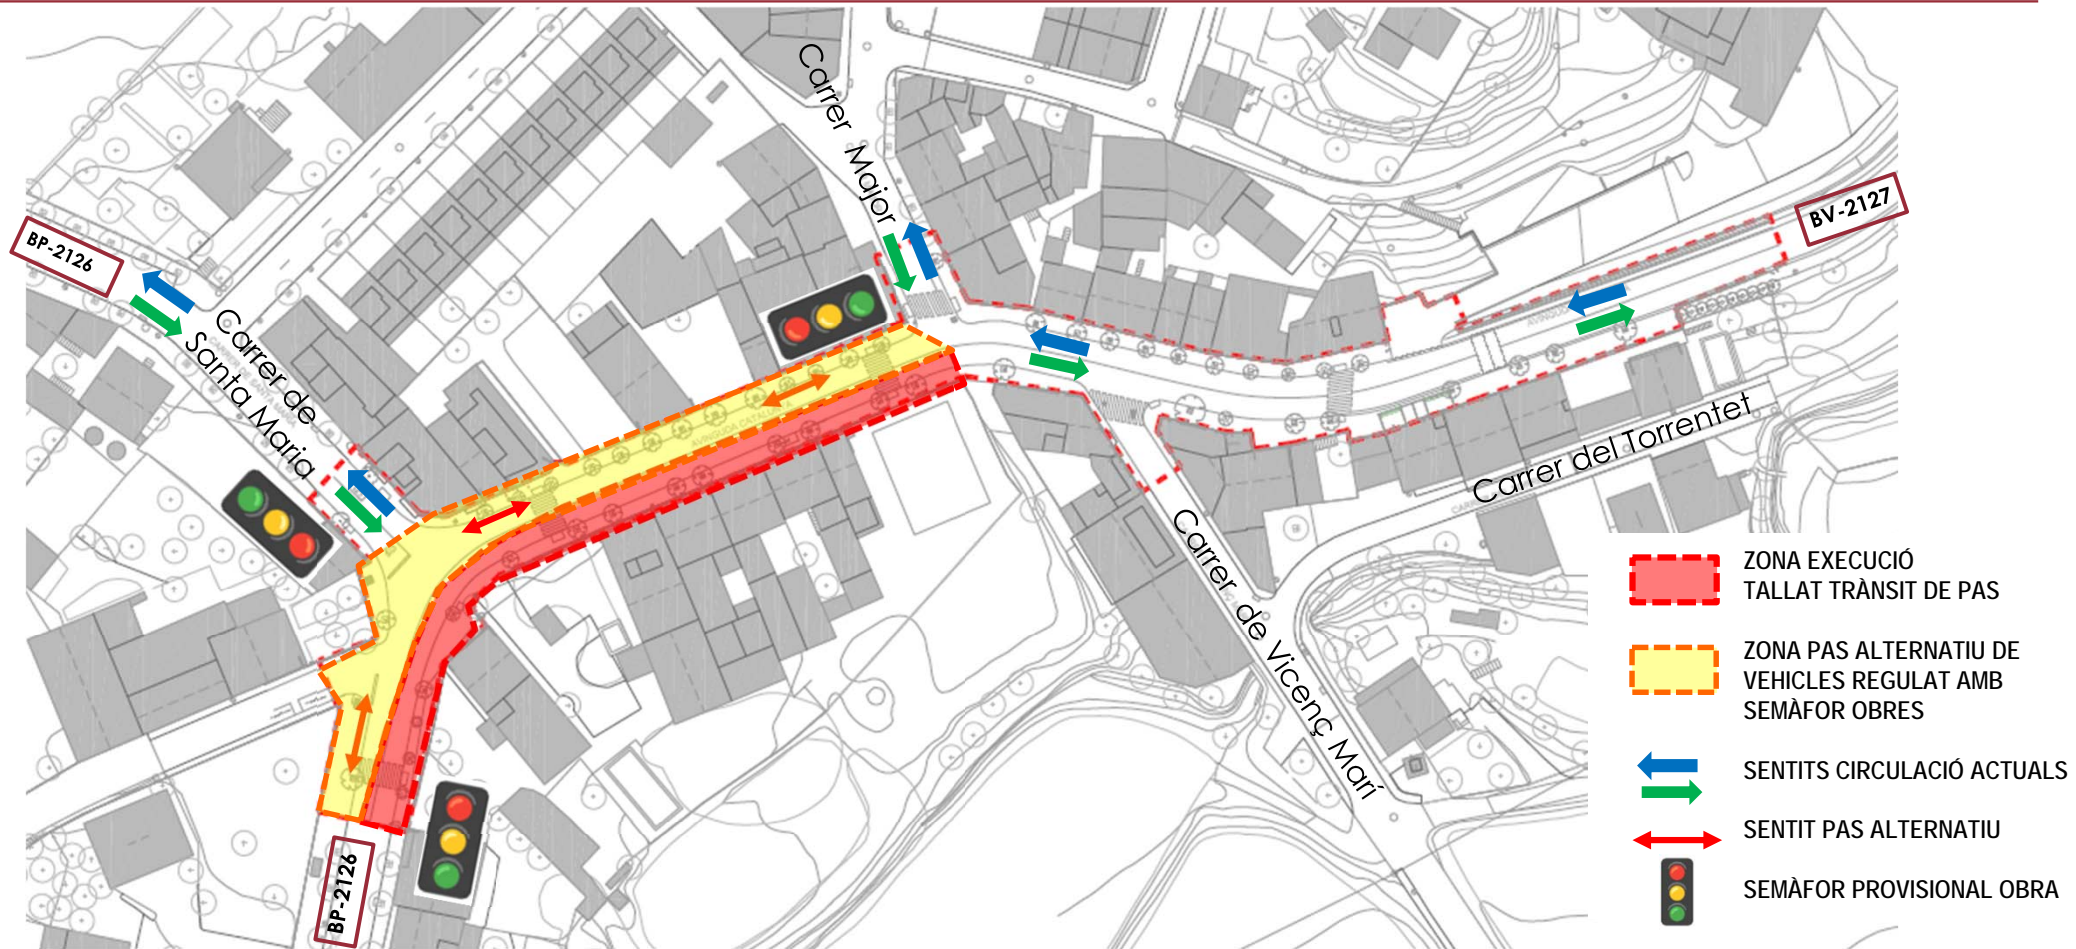 Carrer Major
BV-2127
BP-2126
Carrer de
Santa Maria
AVINGUDA CATALUNYA
Carrer del Torrentet
Carrer de Vicenç Marí
BP-2126
ZONA EXECUCIÓ
TALLAT TRÀNSIT DE PAS
ZONA PAS ALTERNATIU DE
VEHICLES REGULAT AMB
SEMÀFOR OBRES
SENTITS CIRCULACIÓ ACTUALS
SENTIT PAS ALTERNATIU
SEMÀFOR PROVISIONAL OBRA